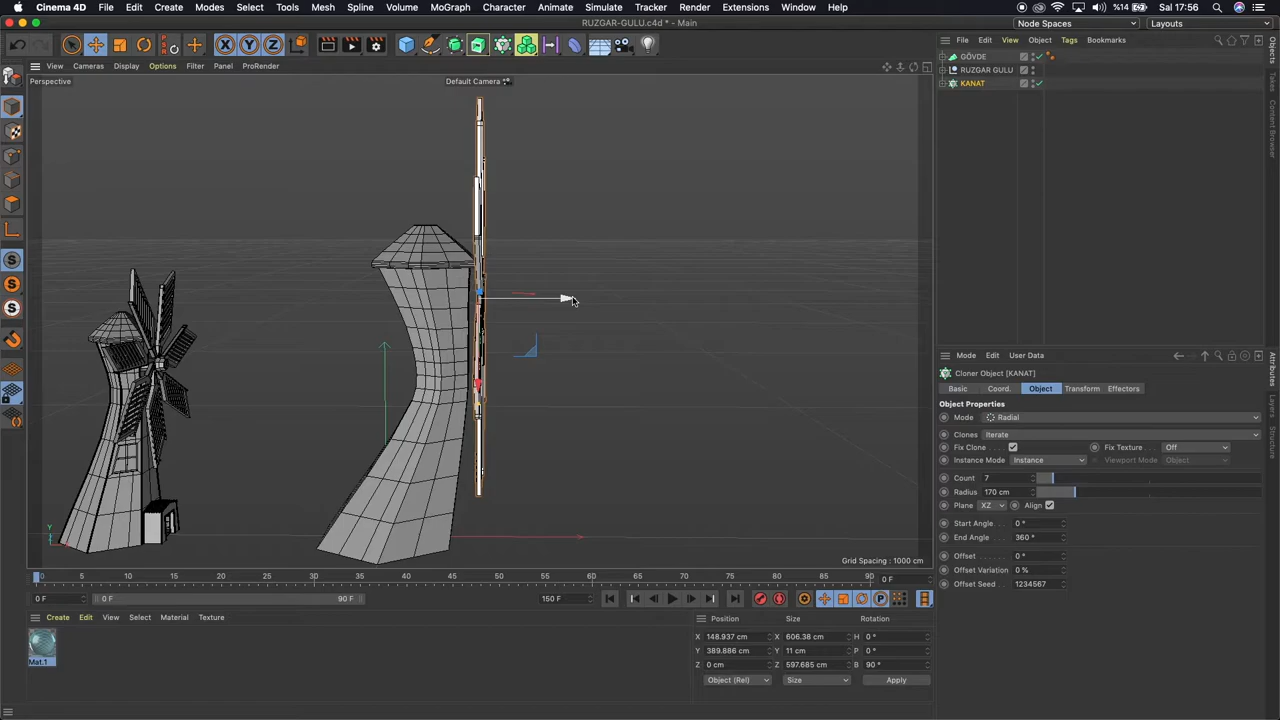 Cinema 4D File Edit Create Modes Select Tools Mesh Spline Volume MoGraph Character Animate Simulate Tracker Render Extensions Window Help %14 Sal 17:56
RUZGAR-GULU.c4d * - Main
Node Spaces Layouts
X Y Z
File Edit View Object Tags Bookmarks
View Cameras Display Options Filter Panel ProRender
Perspective
Default Camera
GÖVDE
RUZGAR GULU
KANAT
Objects
Takes
Content Browser
Mode Edit User Data
Cloner Object [KANAT]
Basic Coord. Object Transform Effectors
Object Properties
Mode Radial
Clones Iterate
Fix Clone Fix Texture Off
Instance Mode Instance Viewport Mode Object
Count 7
Radius 170 cm
Plane XZ Align
Start Angle 0 °
End Angle 360 °
Offset 0 °
Offset Variation 0 %
Offset Seed 1234567
Attributes
Layers
Structure
Y
Z
X
Grid Spacing : 1000 cm
0 5 10 15 20 25 30 35 40 45 50 55 60 65 70 75 80 85 90 0 F
0 F 0 F 90 F 150 F
Create Edit View Select Material Texture
Mat.1
Position Size Rotation
X 148.937 cm X 606.38 cm H 0 °
Y 389.886 cm Y 11 cm P 0 °
Z 0 cm Z 597.685 cm B 90 °
Object (Rel) Size Apply